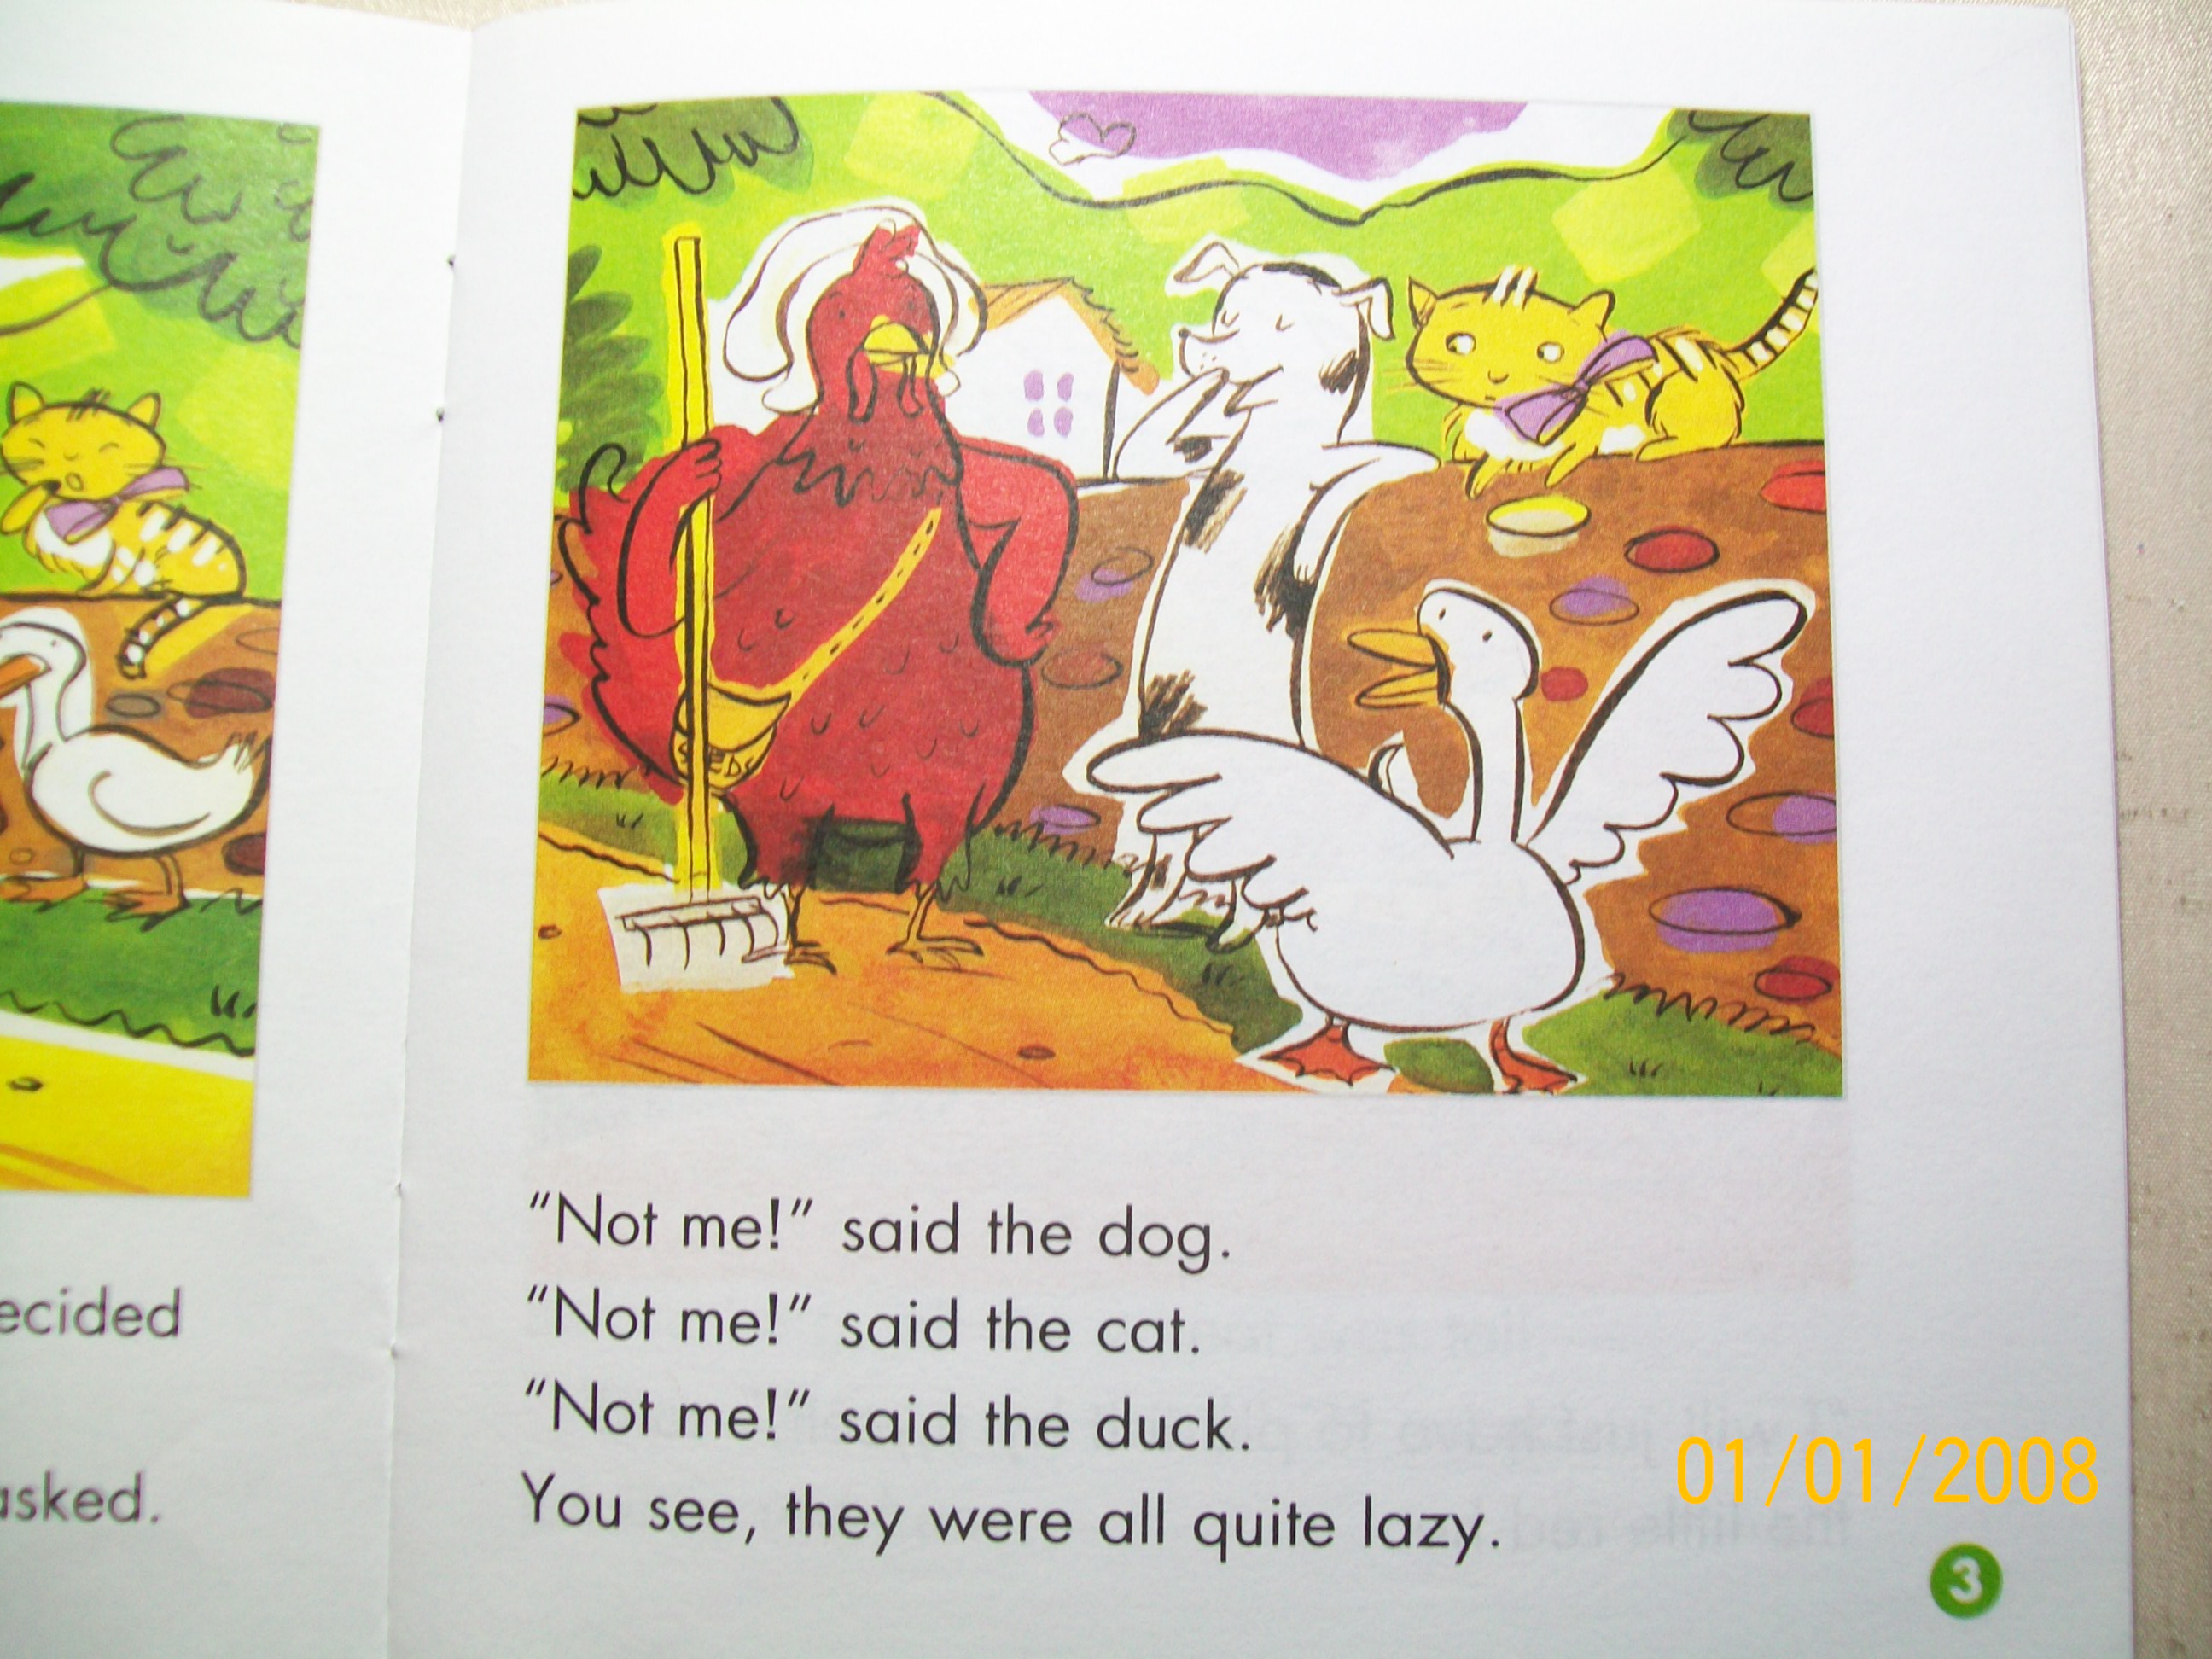 ecided
asked.
“Not me!” said the dog.
“Not me!” said the cat.
“Not me!” said the duck.
You see, they were all quite lazy.
01/01/2008
3